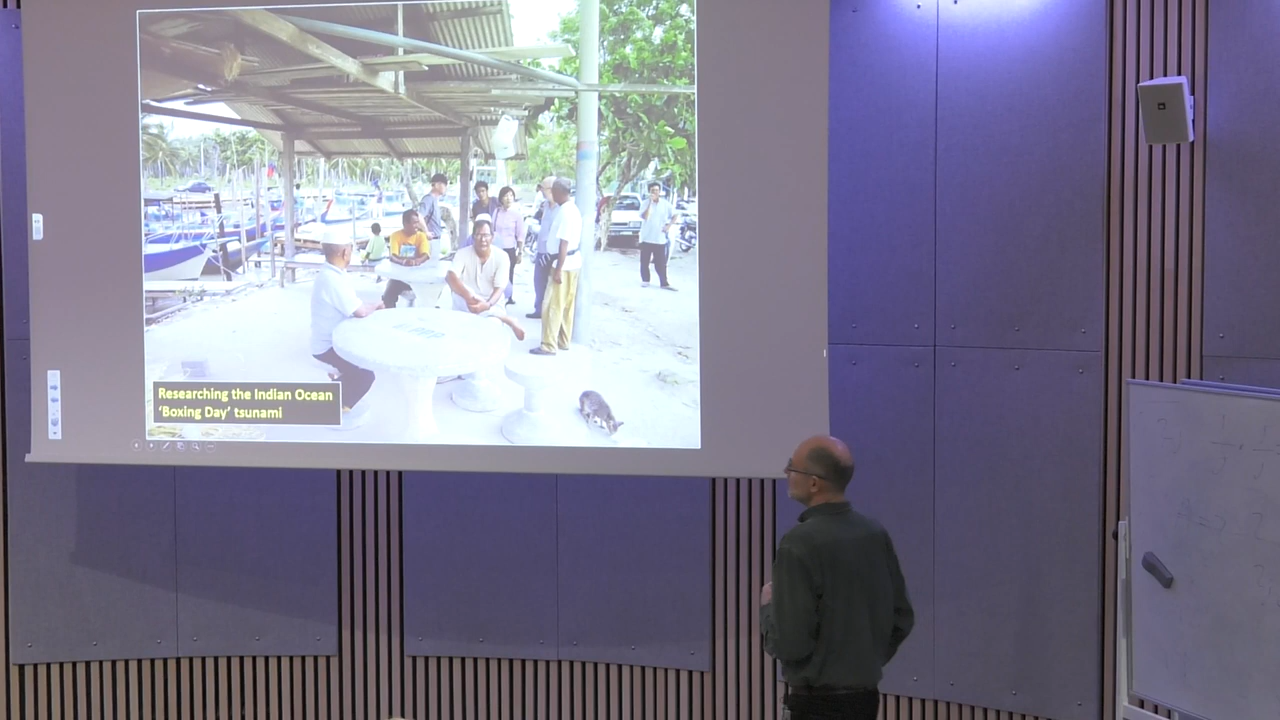 Researching the Indian Ocean
‘Boxing Day’ tsunami